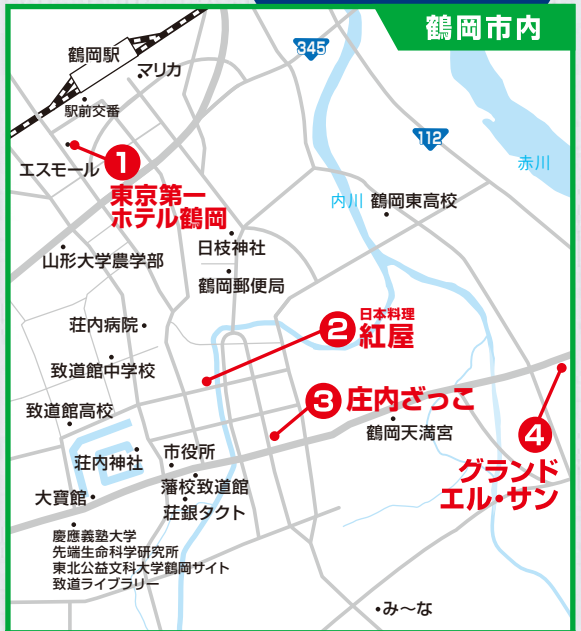 鶴岡市内
345
鶴岡駅
マリカ
駅前交番
112
エスモール
1
東京第一
ホテル鶴岡
赤川
内川
鶴岡東高校
日枝神社
山形大学農学部
鶴岡郵便局
荘内病院
2
日本料理
紅屋
致道館中学校
3
庄内ざっこ
致道館高校
鶴岡天満宮
4
グランド
エル・サン
荘内神社
市役所
藩校致道館
大寶館
荘銀タクト
慶應義塾大学
先端生命科学研究所
東北公益文科大学鶴岡サイト
致道ライブラリー
み〜な